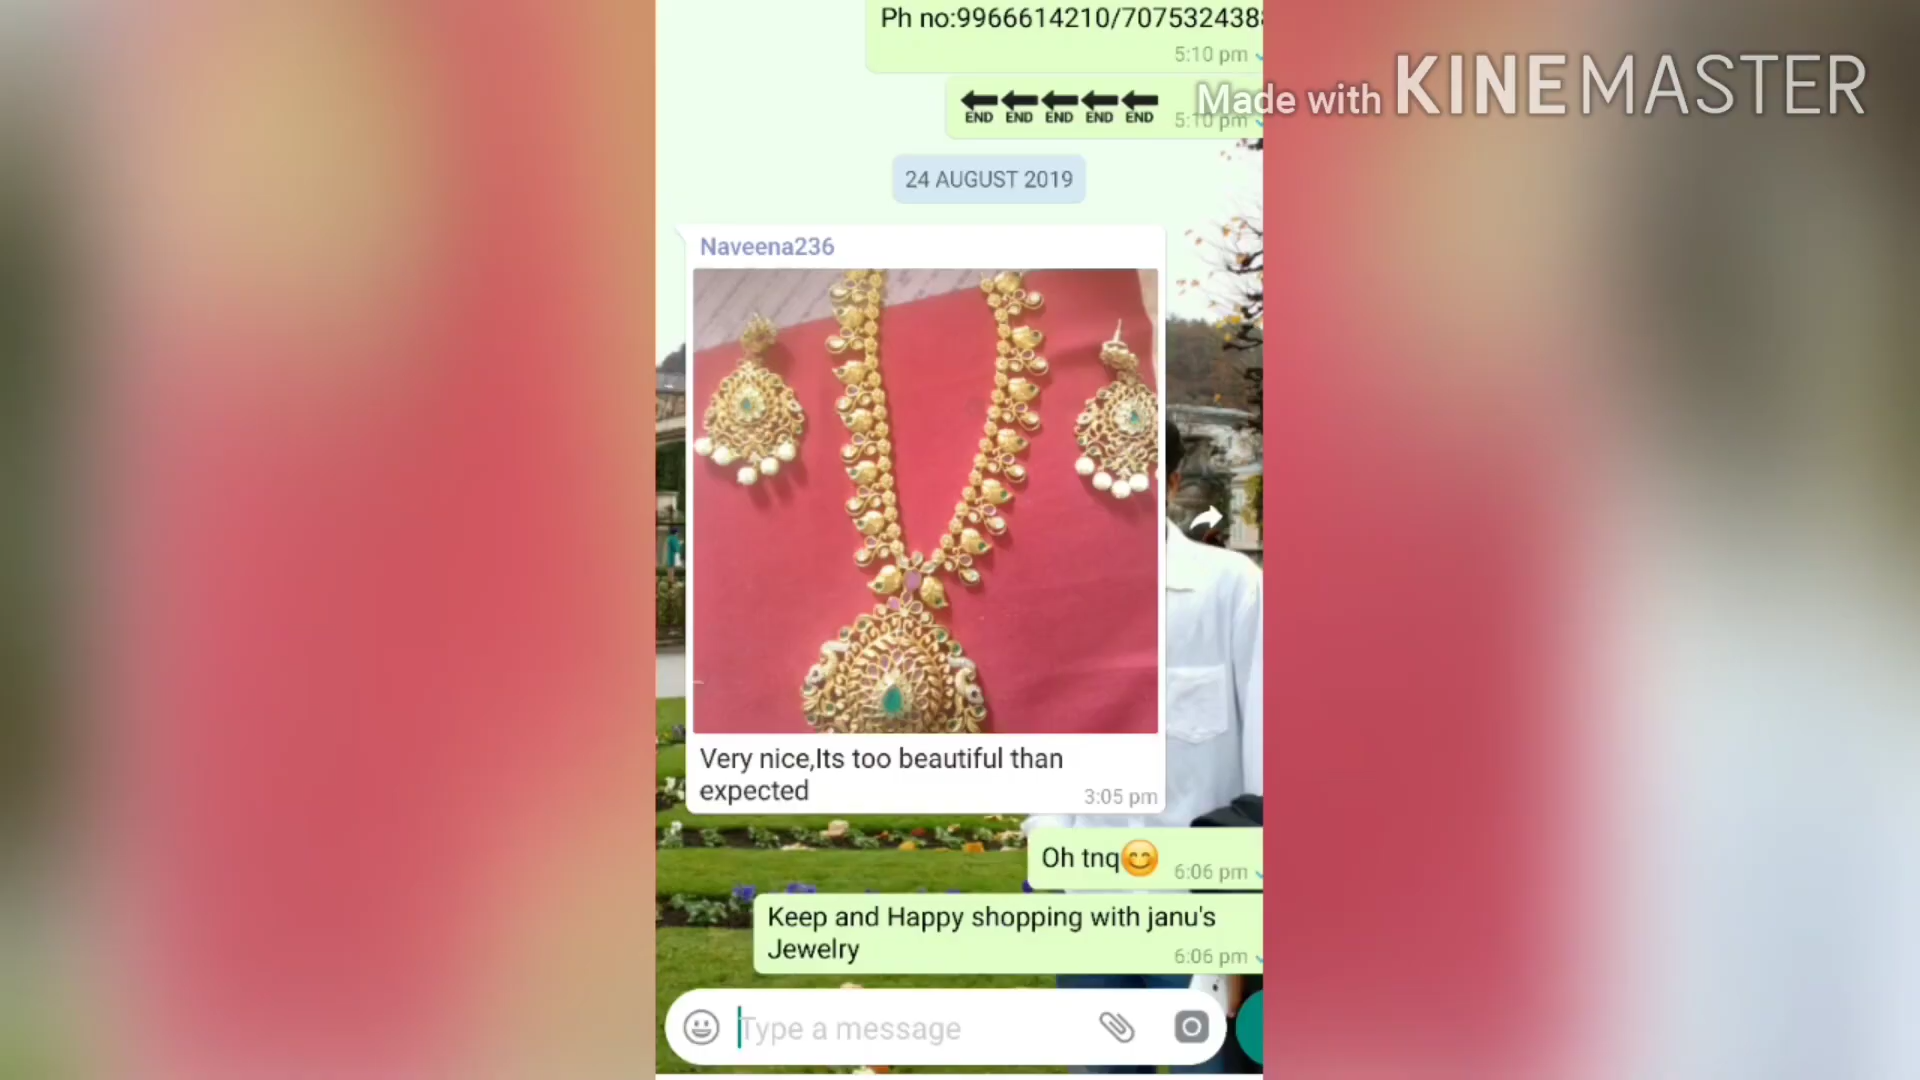 Ph no:9966614210/707532438
5:10 pm
END END END END END
5:10 pm
Made with KINEMASTER
24 AUGUST 2019
Naveena236
Very nice,Its too beautiful than
expected
3:05 pm
Oh tnq😊
6:06 pm
Keep and Happy shopping with janu's
Jewelry
6:06 pm
Type a message